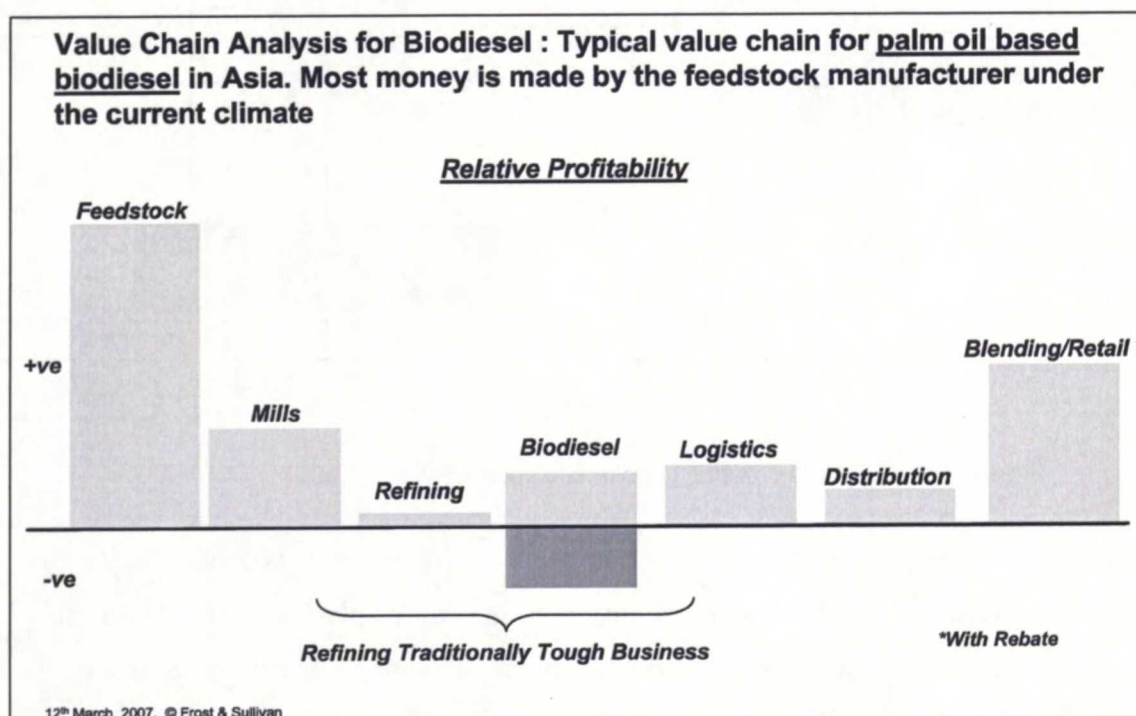 Value Chain Analysis for Biodiesel : Typical value chain for palm oil based
biodiesel in Asia. Most money is made by the feedstock manufacturer under
the current climate
Relative Profitability
Feedstock
+ve
Blending/Retail
Mills
Biodiesel
Logistics
Refining
Distribution
-ve
Refining Traditionally Tough Business
*With Rebate
12th March, 2007, © Frost & Sullivan